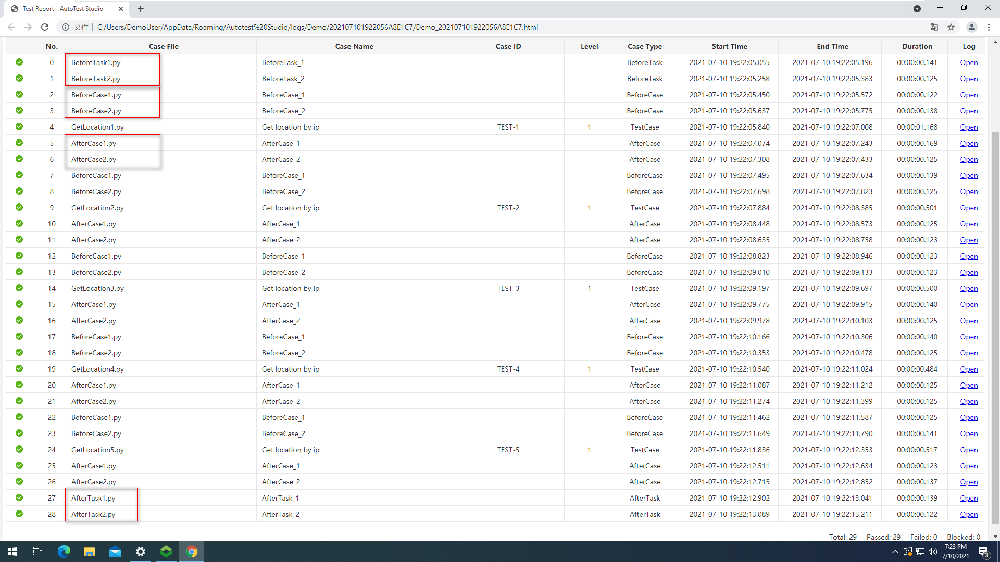 Test Report - AutoTest Studio
文件 C:/Users/DemoUser/AppData/Roaming/Autotest%20Studio/logs/Demo/202107101922056A8E1C7/Demo_202107101922056A8E1C7.html
No. Case File Case Name Case ID Level Case Type Start Time End Time Duration Log
0 BeforeTask1.py BeforeTask_1 BeforeTask 2021-07-10 19:22:05.055 2021-07-10 19:22:05.196 00:00:00.141 Open
1 BeforeTask2.py BeforeTask_2 BeforeTask 2021-07-10 19:22:05.258 2021-07-10 19:22:05.383 00:00:00.125 Open
2 BeforeCase1.py BeforeCase_1 BeforeCase 2021-07-10 19:22:05.450 2021-07-10 19:22:05.572 00:00:00.122 Open
3 BeforeCase2.py BeforeCase_2 BeforeCase 2021-07-10 19:22:05.637 2021-07-10 19:22:05.775 00:00:00.138 Open
4 GetLocation1.py Get location by ip TEST-1 1 TestCase 2021-07-10 19:22:05.840 2021-07-10 19:22:07.008 00:00:01.168 Open
5 AfterCase1.py AfterCase_1 AfterCase 2021-07-10 19:22:07.074 2021-07-10 19:22:07.243 00:00:00.169 Open
6 AfterCase2.py AfterCase_2 AfterCase 2021-07-10 19:22:07.308 2021-07-10 19:22:07.433 00:00:00.125 Open
7 BeforeCase1.py BeforeCase_1 BeforeCase 2021-07-10 19:22:07.495 2021-07-10 19:22:07.634 00:00:00.139 Open
8 BeforeCase2.py BeforeCase_2 BeforeCase 2021-07-10 19:22:07.698 2021-07-10 19:22:07.823 00:00:00.125 Open
9 GetLocation2.py Get location by ip TEST-2 1 TestCase 2021-07-10 19:22:07.884 2021-07-10 19:22:08.385 00:00:00.501 Open
10 AfterCase1.py AfterCase_1 AfterCase 2021-07-10 19:22:08.448 2021-07-10 19:22:08.573 00:00:00.125 Open
11 AfterCase2.py AfterCase_2 AfterCase 2021-07-10 19:22:08.635 2021-07-10 19:22:08.758 00:00:00.123 Open
12 BeforeCase1.py BeforeCase_1 BeforeCase 2021-07-10 19:22:08.823 2021-07-10 19:22:08.946 00:00:00.123 Open
13 BeforeCase2.py BeforeCase_2 BeforeCase 2021-07-10 19:22:09.010 2021-07-10 19:22:09.133 00:00:00.123 Open
14 GetLocation3.py Get location by ip TEST-3 1 TestCase 2021-07-10 19:22:09.197 2021-07-10 19:22:09.697 00:00:00.500 Open
15 AfterCase1.py AfterCase_1 AfterCase 2021-07-10 19:22:09.775 2021-07-10 19:22:09.915 00:00:00.140 Open
16 AfterCase2.py AfterCase_2 AfterCase 2021-07-10 19:22:09.978 2021-07-10 19:22:10.103 00:00:00.125 Open
17 BeforeCase1.py BeforeCase_1 BeforeCase 2021-07-10 19:22:10.166 2021-07-10 19:22:10.306 00:00:00.140 Open
18 BeforeCase2.py BeforeCase_2 BeforeCase 2021-07-10 19:22:10.353 2021-07-10 19:22:10.478 00:00:00.125 Open
19 GetLocation4.py Get location by ip TEST-4 1 TestCase 2021-07-10 19:22:10.540 2021-07-10 19:22:11.024 00:00:00.484 Open
20 AfterCase1.py AfterCase_1 AfterCase 2021-07-10 19:22:11.087 2021-07-10 19:22:11.212 00:00:00.125 Open
21 AfterCase2.py AfterCase_2 AfterCase 2021-07-10 19:22:11.274 2021-07-10 19:22:11.399 00:00:00.125 Open
22 BeforeCase1.py BeforeCase_1 BeforeCase 2021-07-10 19:22:11.462 2021-07-10 19:22:11.587 00:00:00.125 Open
23 BeforeCase2.py BeforeCase_2 BeforeCase 2021-07-10 19:22:11.649 2021-07-10 19:22:11.790 00:00:00.141 Open
24 GetLocation5.py Get location by ip TEST-5 1 TestCase 2021-07-10 19:22:11.836 2021-07-10 19:22:12.353 00:00:00.517 Open
25 AfterCase1.py AfterCase_1 AfterCase 2021-07-10 19:22:12.511 2021-07-10 19:22:12.634 00:00:00.123 Open
26 AfterCase2.py AfterCase_2 AfterCase 2021-07-10 19:22:12.715 2021-07-10 19:22:12.852 00:00:00.137 Open
27 AfterTask1.py AfterTask_1 AfterTask 2021-07-10 19:22:12.902 2021-07-10 19:22:13.041 00:00:00.139 Open
28 AfterTask2.py AfterTask_2 AfterTask 2021-07-10 19:22:13.089 2021-07-10 19:22:13.211 00:00:00.122 Open
Total: 29 Passed: 29 Failed: 0 Blocked: 0
7:23 PM
7/10/2021
3